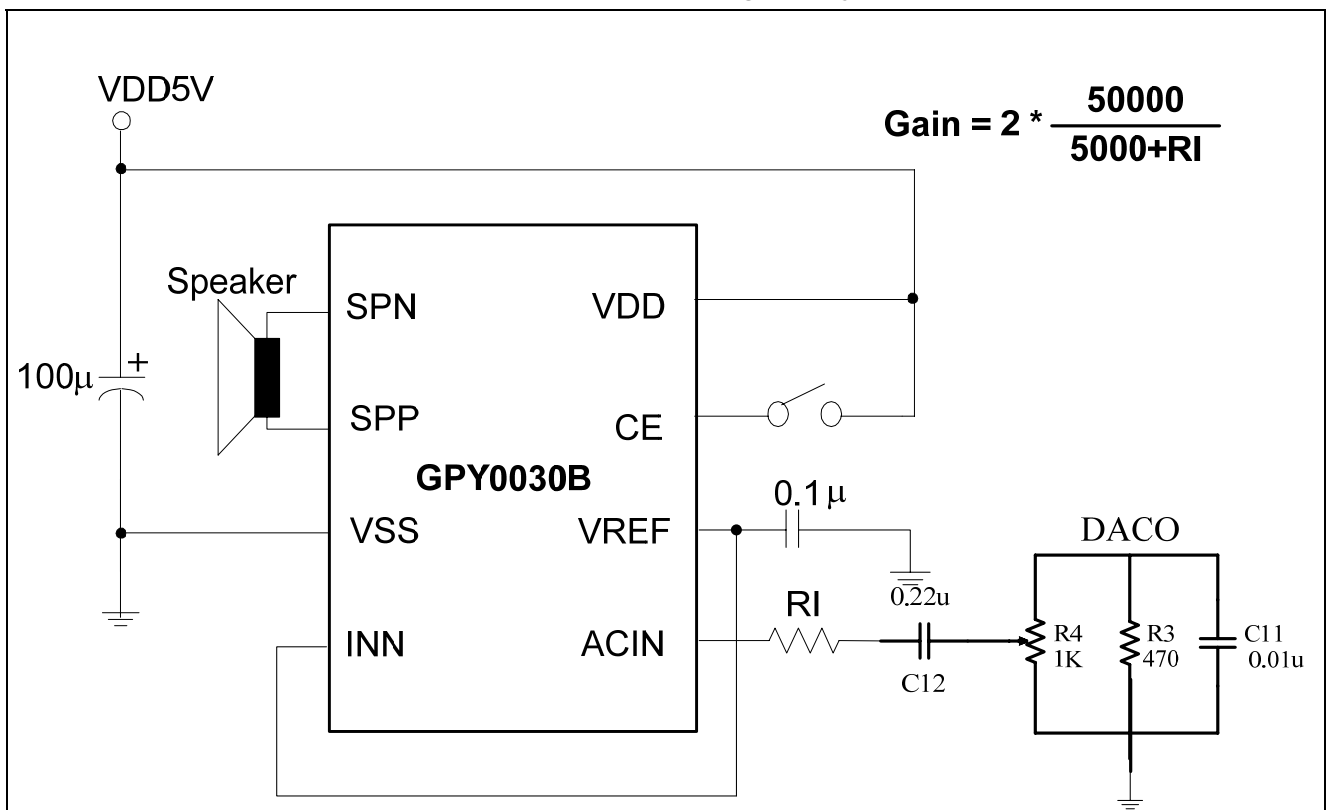 VDD5V
Gain = 2 * 50000
5000+RI
Speaker
SPN
VDD
100µ
+
SPP
CE
GPY0030B
0.1µ
VSS
VREF
DACO
0.22u
RI
INN
ACIN
R4
1K
R3
470
C11
0.01u
C12